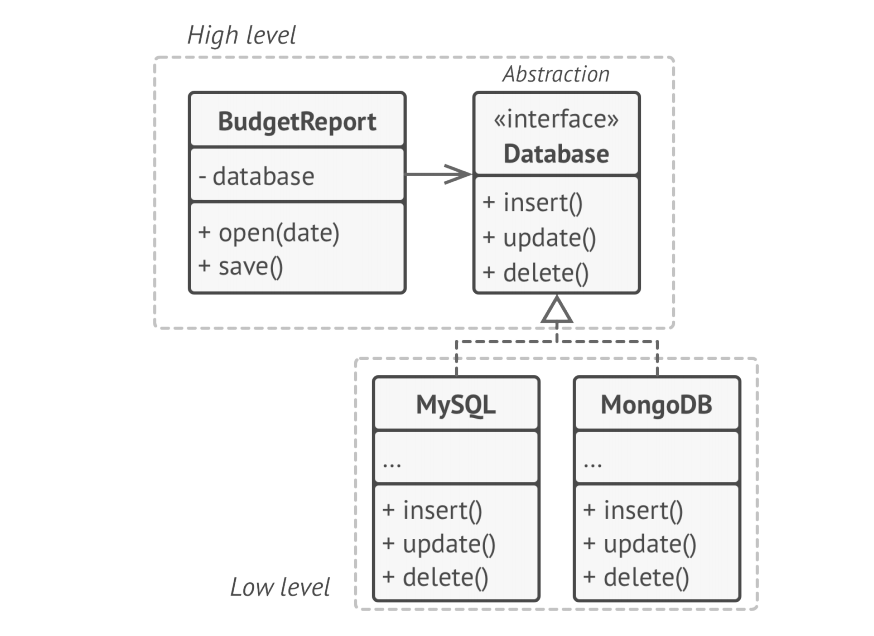 High level
BudgetReport
- database
+ open(date)
+ save()
Abstraction
«interface»
Database
+ insert()
+ update()
+ delete()
MySQL
...
+ insert()
+ update()
+ delete()
MongoDB
...
+ insert()
+ update()
+ delete()
Low level